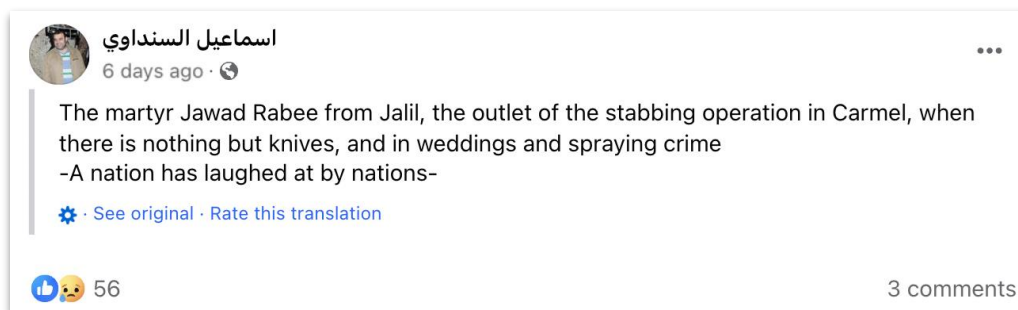 اسماعيل السنداوي
6 days ago ·
The martyr Jawad Rabee from Jalil, the outlet of the stabbing operation in Carmel, when
there is nothing but knives, and in weddings and spraying crime
-A nation has laughed at by nations-
· See original · Rate this translation
56 3 comments